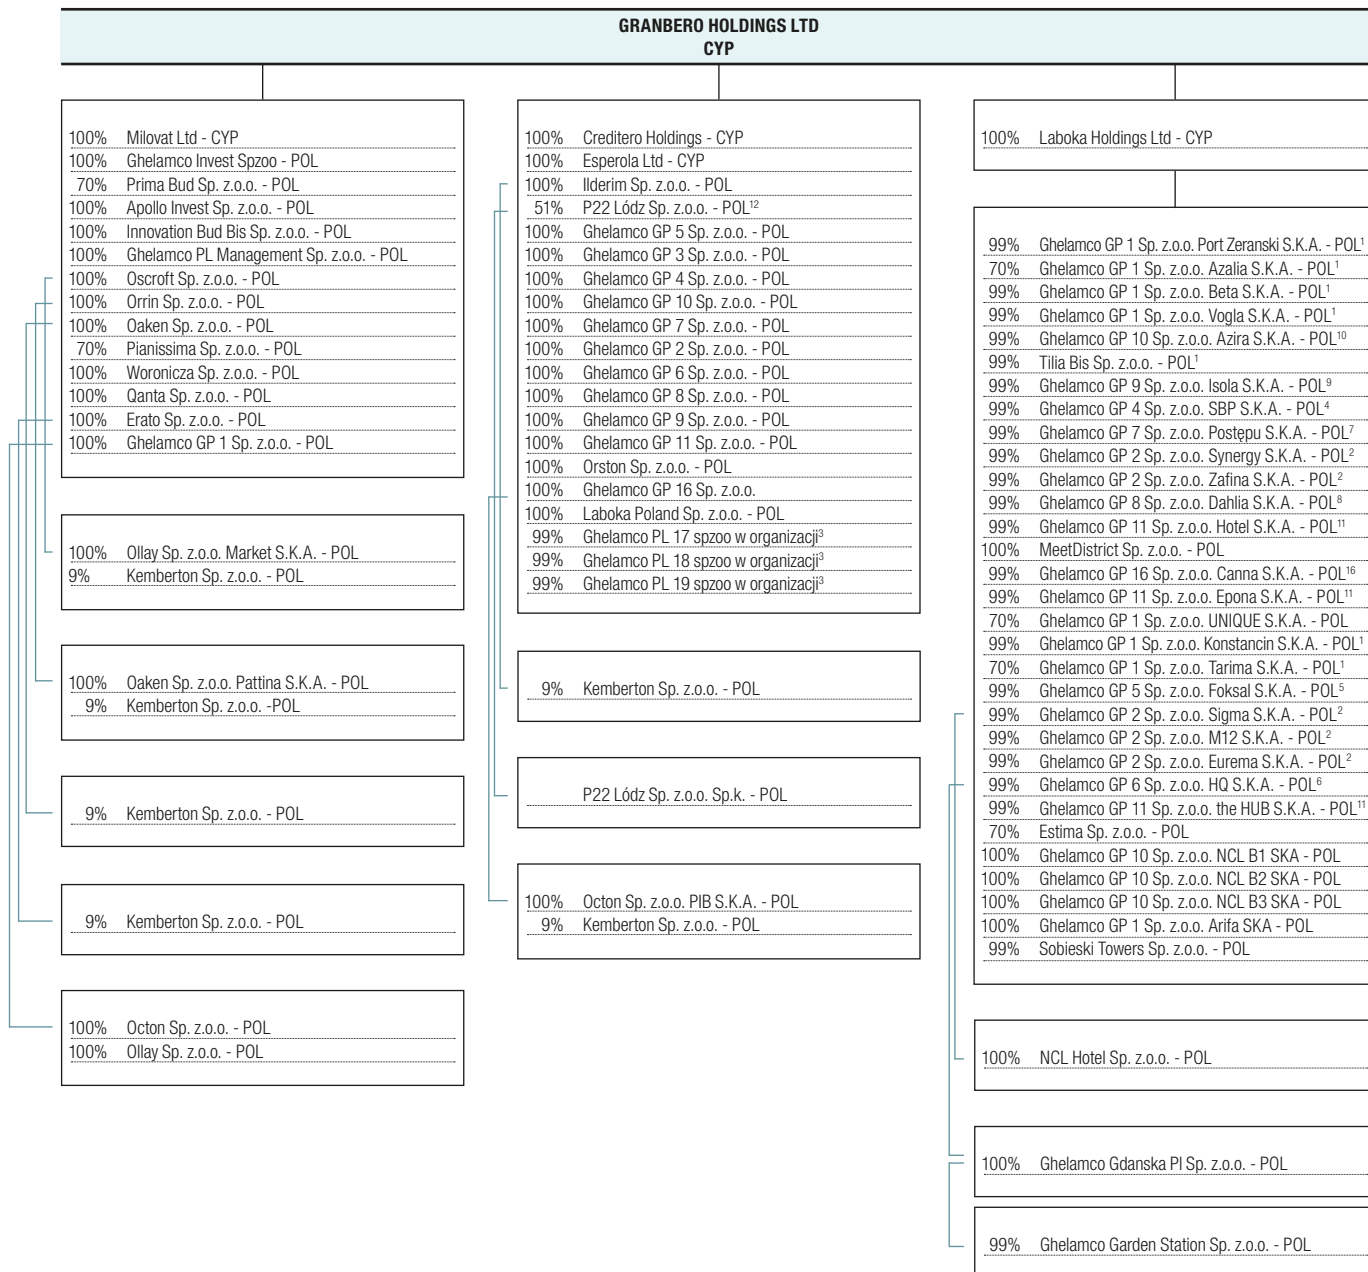 GRANBERO HOLDINGS LTD
CYP
100% Milovat Ltd - CYP
100% Ghelamco Invest Spzoo - POL
70% Prima Bud Sp. z.o.o. - POL
100% Apollo Invest Sp. z.o.o. - POL
100% Innovation Bud Bis Sp. z.o.o. - POL
100% Ghelamco PL Management Sp. z.o.o. - POL
100% Oscroft Sp. z.o.o. - POL
100% Orrin Sp. z.o.o. - POL
100% Oaken Sp. z.o.o. - POL
70% Pianissima Sp. z.o.o. - POL
100% Woronicza Sp. z.o.o. - POL
100% Qanta Sp. z.o.o. - POL
100% Erato Sp. z.o.o. - POL
100% Ghelamco GP 1 Sp. z.o.o. - POL
100% Ollay Sp. z.o.o. Market S.K.A. - POL
9% Kemberton Sp. z.o.o. - POL
100% Oaken Sp. z.o.o. Pattina S.K.A. - POL
9% Kemberton Sp. z.o.o. -POL
9% Kemberton Sp. z.o.o. - POL
9% Kemberton Sp. z.o.o. - POL
100% Octon Sp. z.o.o. - POL
100% Ollay Sp. z.o.o. - POL
100% Creditero Holdings - CYP
100% Esperola Ltd - CYP
100% Ilderim Sp. z.o.o. - POL
51% P22 Lódz Sp. z.o.o. - POL¹²
100% Ghelamco GP 5 Sp. z.o.o. - POL
100% Ghelamco GP 3 Sp. z.o.o. - POL
100% Ghelamco GP 4 Sp. z.o.o. - POL
100% Ghelamco GP 10 Sp. z.o.o. - POL
100% Ghelamco GP 7 Sp. z.o.o. - POL
100% Ghelamco GP 2 Sp. z.o.o. - POL
100% Ghelamco GP 6 Sp. z.o.o. - POL
100% Ghelamco GP 8 Sp. z.o.o. - POL
100% Ghelamco GP 9 Sp. z.o.o. - POL
100% Ghelamco GP 11 Sp. z.o.o. - POL
100% Orston Sp. z.o.o. - POL
100% Ghelamco GP 16 Sp. z.o.o.
100% Laboka Poland Sp. z.o.o. - POL
99% Ghelamco PL 17 spzoo w organizacji³
99% Ghelamco PL 18 spzoo w organizacji³
99% Ghelamco PL 19 spzoo w organizacji³
9% Kemberton Sp. z.o.o. - POL
P22 Lódz Sp. z.o.o. Sp.k. - POL
100% Octon Sp. z.o.o. PIB S.K.A. - POL
9% Kemberton Sp. z.o.o. - POL
100% Laboka Holdings Ltd - CYP
99% Ghelamco GP 1 Sp. z.o.o. Port Zeranski S.K.A. - POL¹
70% Ghelamco GP 1 Sp. z.o.o. Azalia S.K.A. - POL¹
99% Ghelamco GP 1 Sp. z.o.o. Beta S.K.A. - POL¹
99% Ghelamco GP 1 Sp. z.o.o. Vogla S.K.A. - POL¹
99% Ghelamco GP 10 Sp. z.o.o. Azira S.K.A. - POL¹⁰
99% Tilia Bis Sp. z.o.o. - POL¹
99% Ghelamco GP 9 Sp. z.o.o. Isola S.K.A. - POL⁹
99% Ghelamco GP 4 Sp. z.o.o. SBP S.K.A. - POL⁴
99% Ghelamco GP 7 Sp. z.o.o. Postępu S.K.A. - POL⁷
99% Ghelamco GP 2 Sp. z.o.o. Synergy S.K.A. - POL²
99% Ghelamco GP 2 Sp. z.o.o. Zafina S.K.A. - POL²
99% Ghelamco GP 8 Sp. z.o.o. Dahlia S.K.A. - POL⁸
99% Ghelamco GP 11 Sp. z.o.o. Hotel S.K.A. - POL¹¹
100% MeetDistrict Sp. z.o.o. - POL
99% Ghelamco GP 16 Sp. z.o.o. Canna S.K.A. - POL¹⁶
99% Ghelamco GP 11 Sp. z.o.o. Epona S.K.A. - POL¹¹
70% Ghelamco GP 1 Sp. z.o.o. UNIQUE S.K.A. - POL
99% Ghelamco GP 1 Sp. z.o.o. Konstancin S.K.A. - POL¹
70% Ghelamco GP 1 Sp. z.o.o. Tarima S.K.A. - POL¹
99% Ghelamco GP 5 Sp. z.o.o. Foksal S.K.A. - POL⁵
99% Ghelamco GP 2 Sp. z.o.o. Sigma S.K.A. - POL²
99% Ghelamco GP 2 Sp. z.o.o. M12 S.K.A. - POL²
99% Ghelamco GP 2 Sp. z.o.o. Eurema S.K.A. - POL²
99% Ghelamco GP 6 Sp. z.o.o. HQ S.K.A. - POL⁶
99% Ghelamco GP 11 Sp. z.o.o. the HUB S.K.A. - POL¹¹
70% Estima Sp. z.o.o. - POL
100% Ghelamco GP 10 Sp. z.o.o. NCL B1 SKA - POL
100% Ghelamco GP 10 Sp. z.o.o. NCL B2 SKA - POL
100% Ghelamco GP 10 Sp. z.o.o. NCL B3 SKA - POL
100% Ghelamco GP 1 Sp. z.o.o. Arifa SKA - POL
99% Sobieski Towers Sp. z.o.o. - POL
100% NCL Hotel Sp. z.o.o. - POL
100% Ghelamco Gdanska PI Sp. z.o.o. - POL
99% Ghelamco Garden Station Sp. z.o.o. - POL